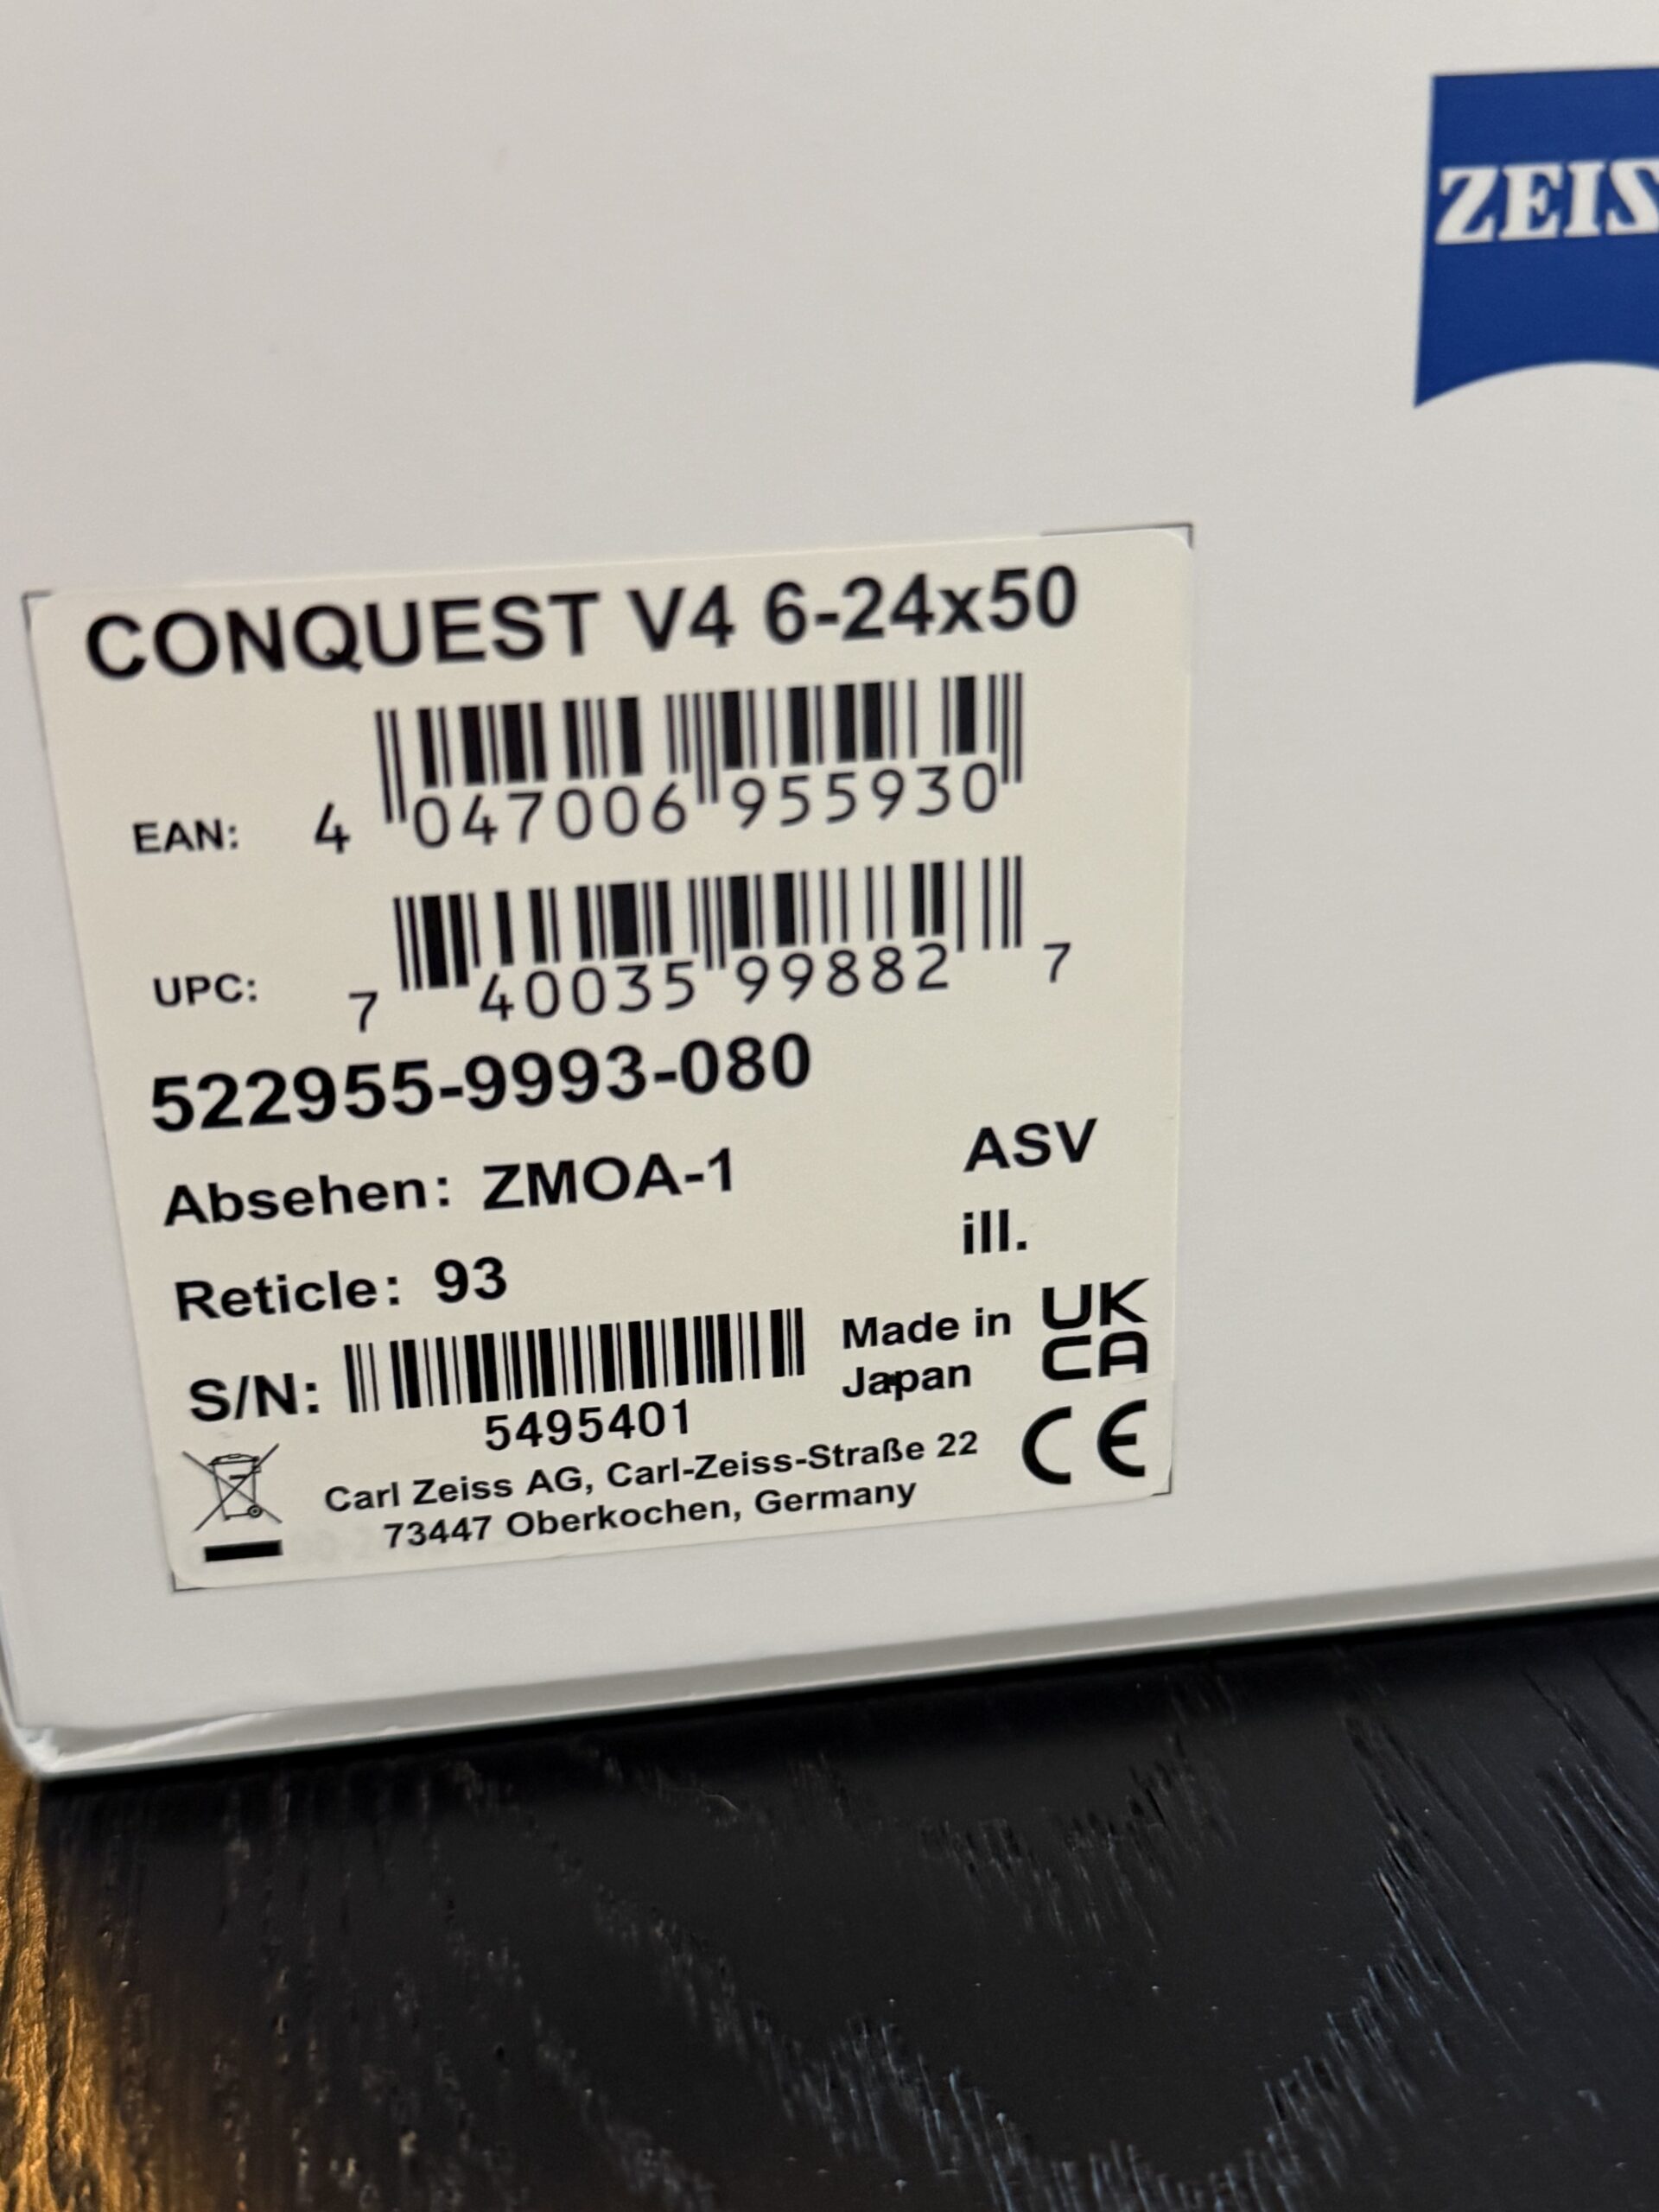 ZEIS
CONQUEST V4 6-24x50
EAN: 4 047006 955930
UPC: 7 40035 99882 7
522955-9993-080
Absehen: ZMOA-1 ASV
ill.
Reticle: 93
S/N: Made in UK
Japan CA
5495401
Carl Zeiss AG, Carl-Zeiss-Straße 22 CE
73447 Oberkochen, Germany